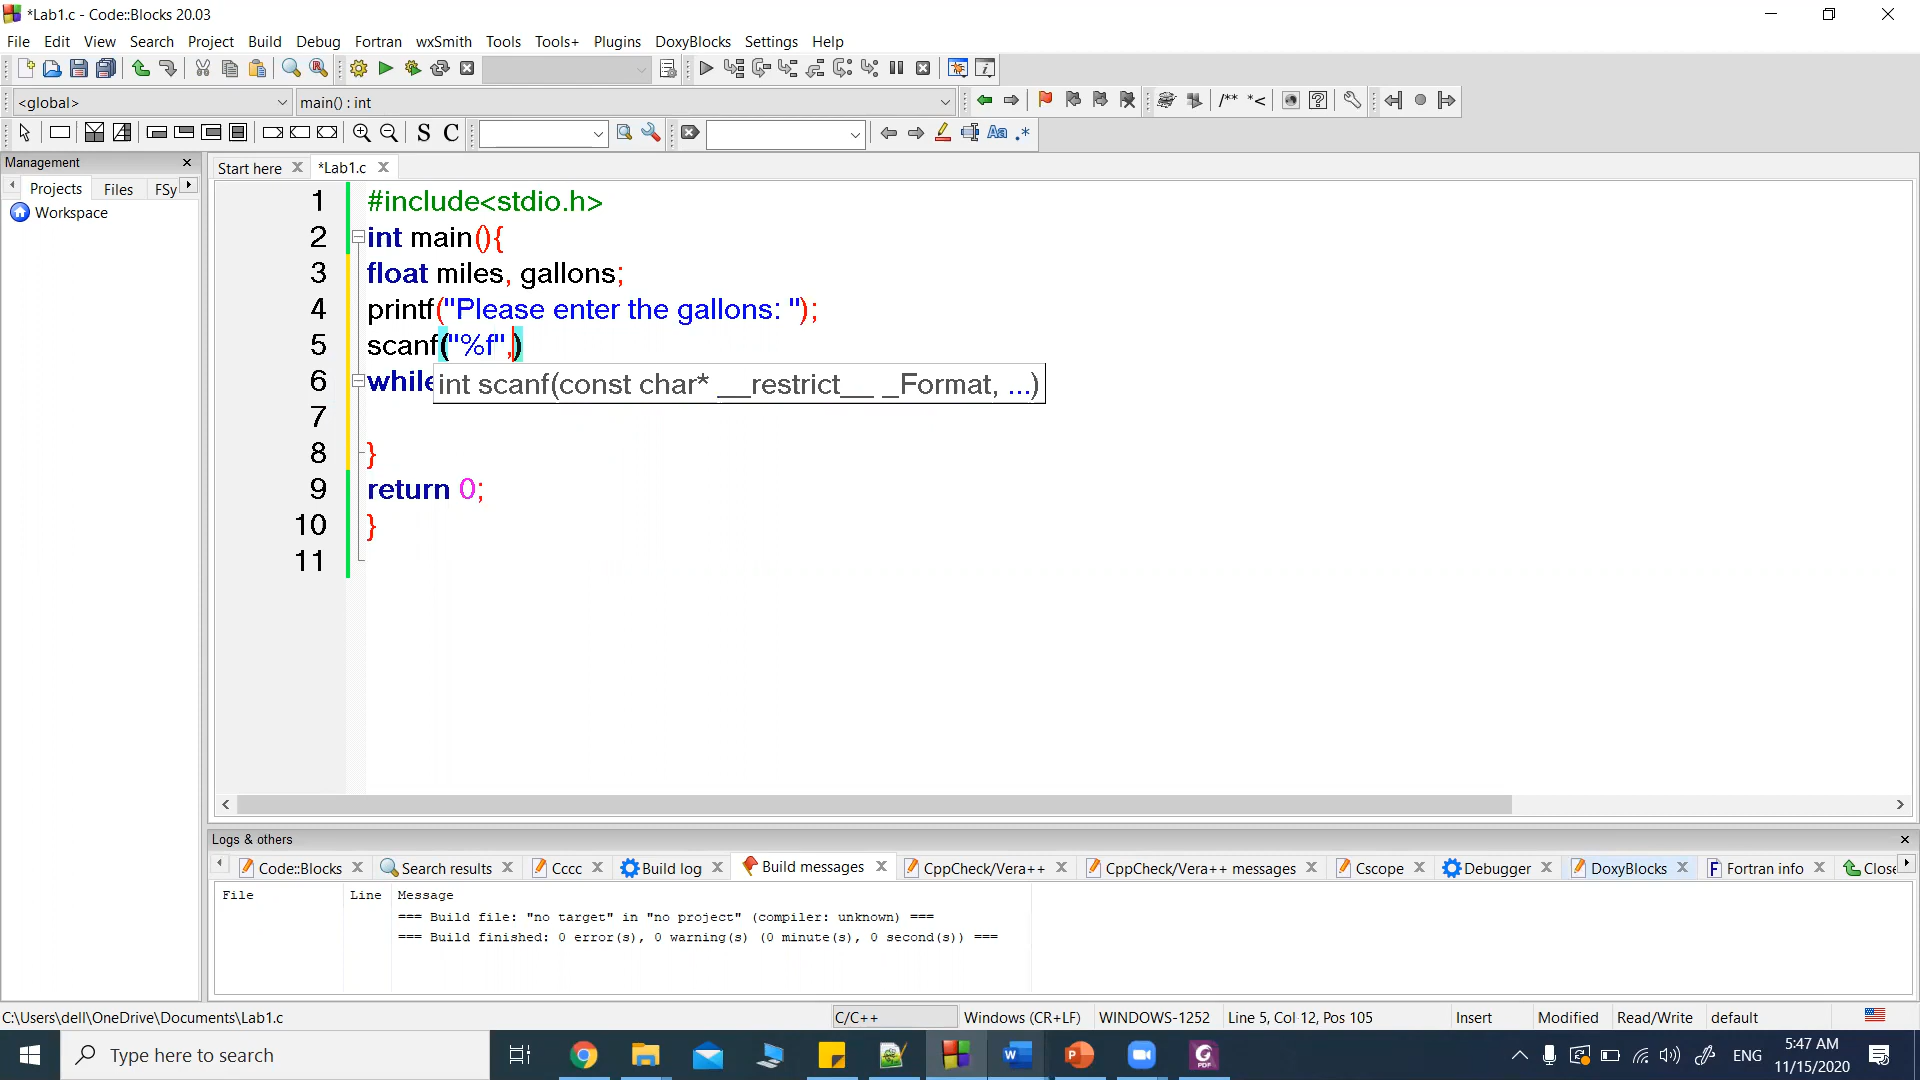 *Lab1.c - Code::Blocks 20.03
File Edit View Search Project Build Debug Fortran wxSmith Tools Tools+ Plugins DoxyBlocks Settings Help
<global> main() : int
/** *<
S C Aa .*
Management
Projects Files FSy
Workspace
Start here *Lab1.c
1 #include<stdio.h>
2 int main(){
3 float miles, gallons;
4 printf("Please enter the gallons: ");
5 scanf("%f",)
6 while
int scanf(const char* __restrict__ _Format, ...)
7
8 }
9 return 0;
10 }
11
Logs & others
Code::Blocks Search results Cccc Build log Build messages CppCheck/Vera++ CppCheck/Vera++ messages Cscope Debugger DoxyBlocks Fortran info Close
File Line Message
=== Build file: "no target" in "no project" (compiler: unknown) ===
=== Build finished: 0 error(s), 0 warning(s) (0 minute(s), 0 second(s)) ===
C:\Users\dell\OneDrive\Documents\Lab1.c C/C++ Windows (CR+LF) WINDOWS-1252 Line 5, Col 12, Pos 105 Insert Modified Read/Write default
Type here to search
ENG
5:47 AM
11/15/2020